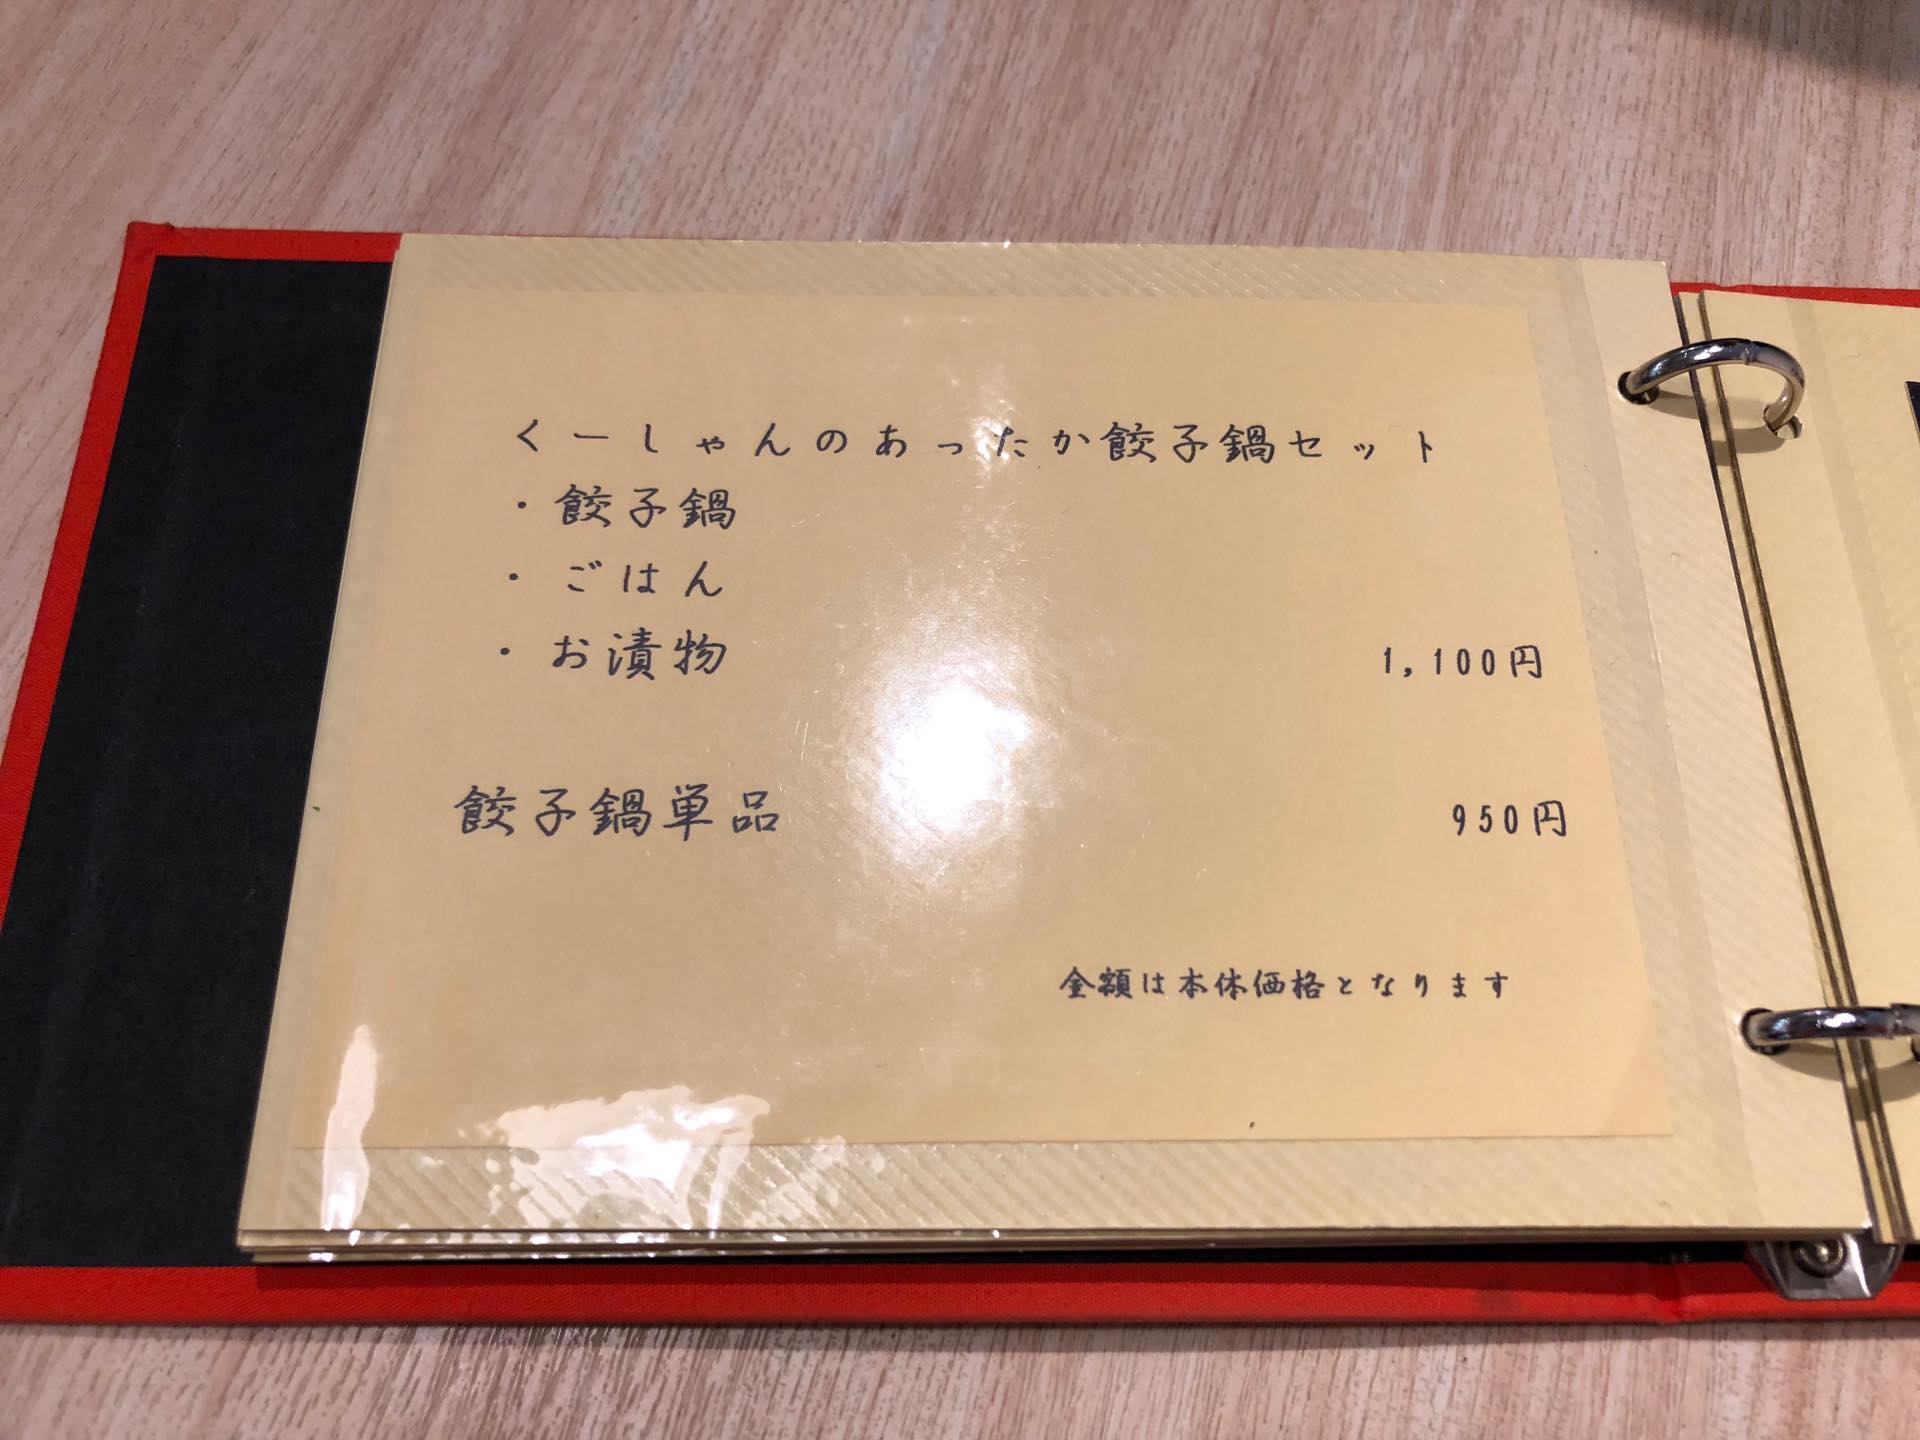 くーしゃんのあったか餃子鍋セット
・餃子鍋
・ごはん
・お漬物 1,100円
餃子鍋単品 950円
金額は本体価格となります